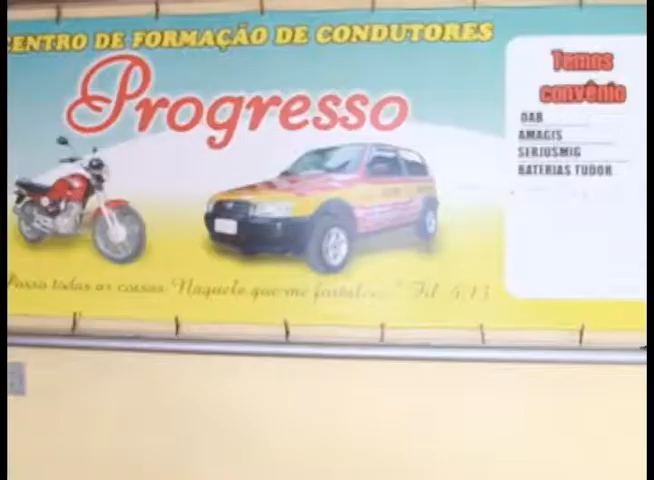 CENTRO DE FORMAÇÃO DE CONDUTORES
Progresso
Temos
convênio
OAB
AMAGIS
SERJUSMIG
BATERIAS TUDOR
Posso todas as coisas "Naquele que me fortalece" Fil. 4:13